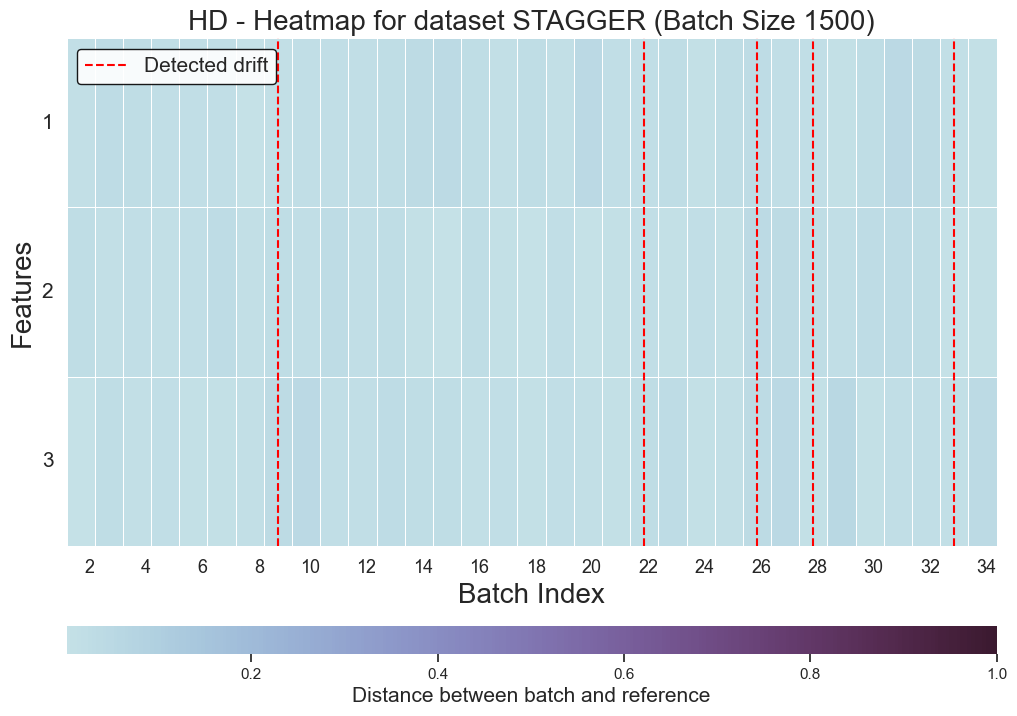 HD - Heatmap for dataset STAGGER (Batch Size 1500)
Detected drift
1
2
3
Features
2 4 6 8 10 12 14 16 18 20 22 24 26 28 30 32 34
Batch Index
0.2 0.4 0.6 0.8 1.0
Distance between batch and reference